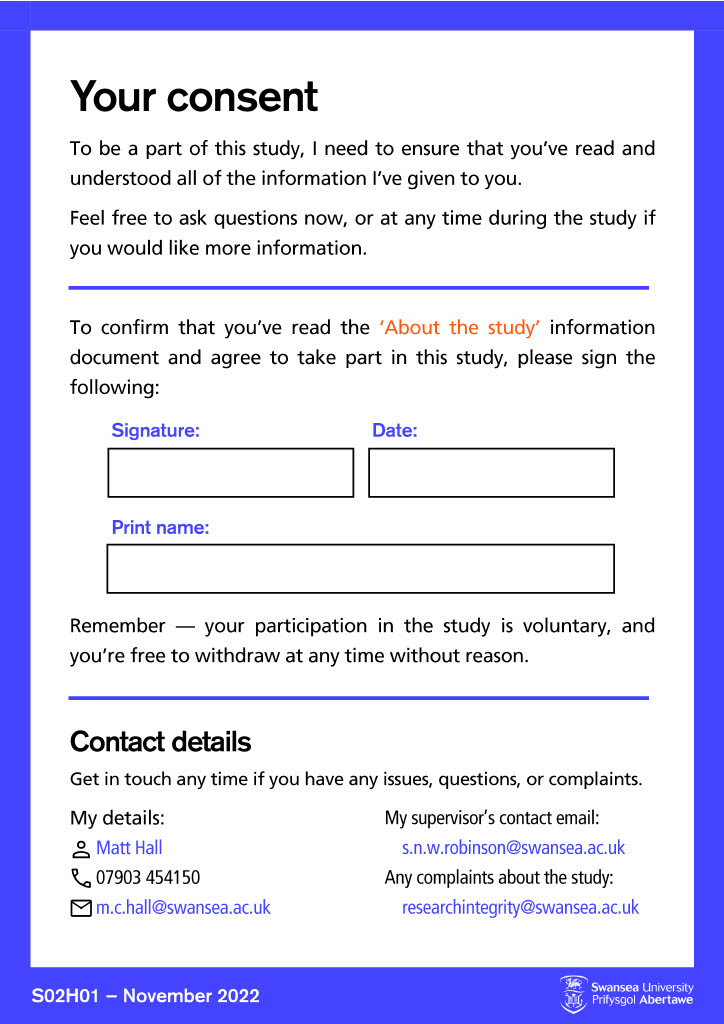 Your consent
To be a part of this study, I need to ensure that you’ve read and
understood all of the information I’ve given to you.
Feel free to ask questions now, or at any time during the study if
you would like more information.
To confirm that you’ve read the ‘About the study’ information
document and agree to take part in this study, please sign the
following:
Signature:
Date:
Print name:
Remember — your participation in the study is voluntary, and
you’re free to withdraw at any time without reason.
Contact details
Get in touch any time if you have any issues, questions, or complaints.
My details:
Matt Hall
07903 454150
m.c.hall@swansea.ac.uk
My supervisor’s contact email:
s.n.w.robinson@swansea.ac.uk
Any complaints about the study:
researchintegrity@swansea.ac.uk
S02H01 – November 2022
Swansea University
Prifysgol Abertawe